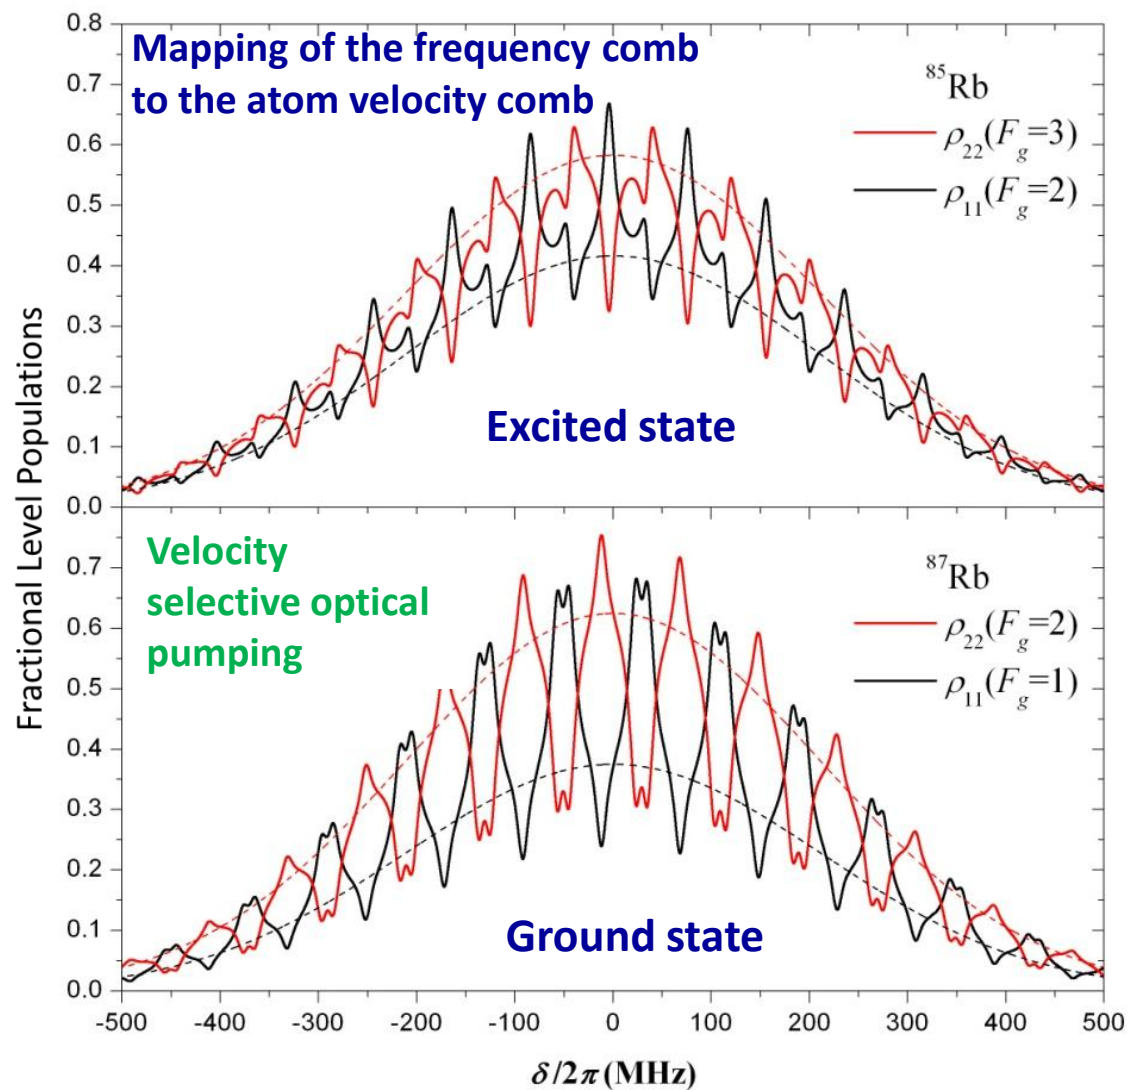 Mapping of the frequency comb
to the atom velocity comb
⁸⁵Rb
ρ₂₂(F_g=3)
ρ₁₁(F_g=2)
Excited state
0.8
0.7
0.6
0.5
0.4
0.3
0.2
0.1
0.0
Fractional Level Populations
Velocity
selective optical
pumping
⁸⁷Rb
ρ₂₂(F_g=2)
ρ₁₁(F_g=1)
Ground state
0.7
0.6
0.5
0.4
0.3
0.2
0.1
0.0
-500 -400 -300 -200 -100 0 100 200 300 400 500
δ/2π (MHz)